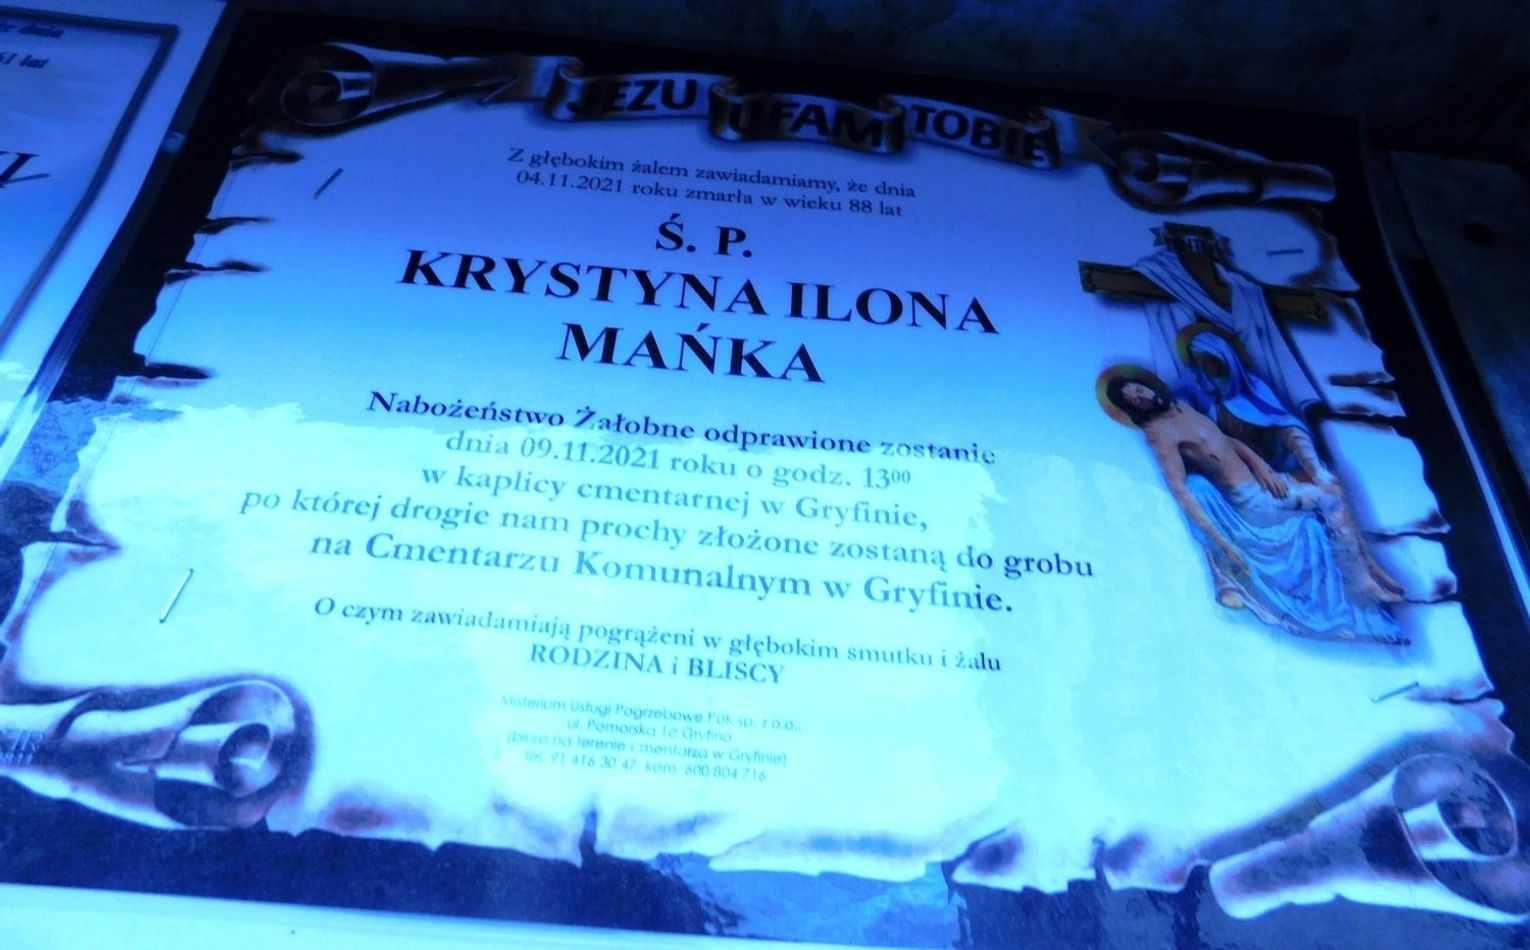 JEZU UFAM TOBIE
Z głębokim żalem zawiadamiamy, że dnia
04.11.2021 roku zmarła w wieku 88 lat
Ś. P.
KRYSTYNA ILONA
MAŃKA
Nabożeństwo Żałobne odprawione zostanie
dnia 09.11.2021 roku o godz. 13⁰⁰
w kaplicy cmentarnej w Gryfinie,
po której drogie nam prochy złożone zostaną do grobu
na Cmentarzu Komunalnym w Gryfinie.
O czym zawiadamiają pogrążeni w głębokim smutku i żalu
RODZINA i BLISCY
Misterium Usługi Pogrzebowe PUK sp. z o.o.,
ul. Pomorska 1c Gryfino
(biuro na terenie cmentarza w Gryfinie)
tel. 91 416 30 47, kom. 600 804 716
dnia
61 lat
INRI